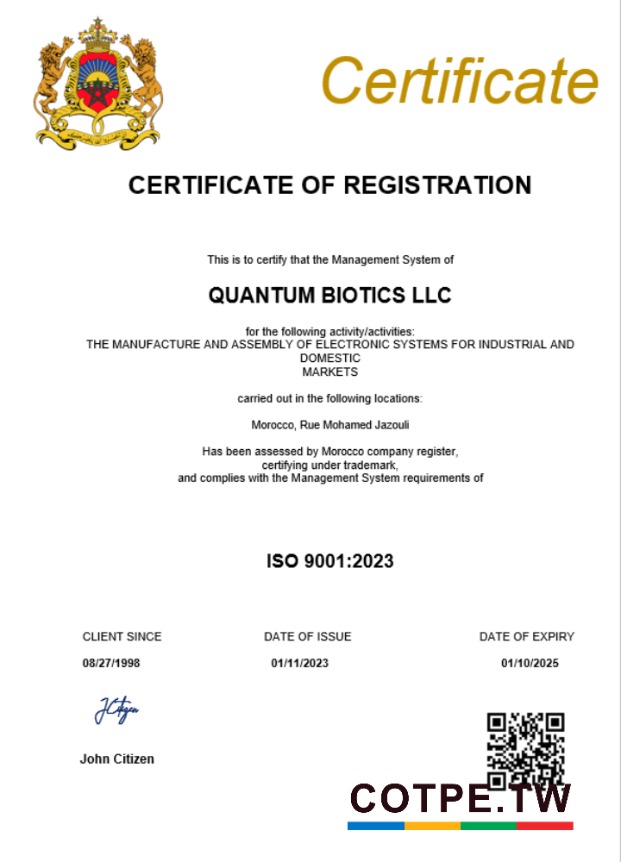 Certificate
CERTIFICATE OF REGISTRATION
This is to certify that the Management System of
QUANTUM BIOTICS LLC
for the following activity/activities:
THE MANUFACTURE AND ASSEMBLY OF ELECTRONIC SYSTEMS FOR INDUSTRIAL AND
DOMESTIC
MARKETS
carried out in the following locations:
Morocco, Rue Mohamed Jazouli
Has been assessed by Morocco company register,
certifying under trademark,
and complies with the Management System requirements of
ISO 9001:2023
CLIENT SINCE DATE OF ISSUE DATE OF EXPIRY
08/27/1998 01/11/2023 01/10/2025
JCitizen
John Citizen
COTPE.TW